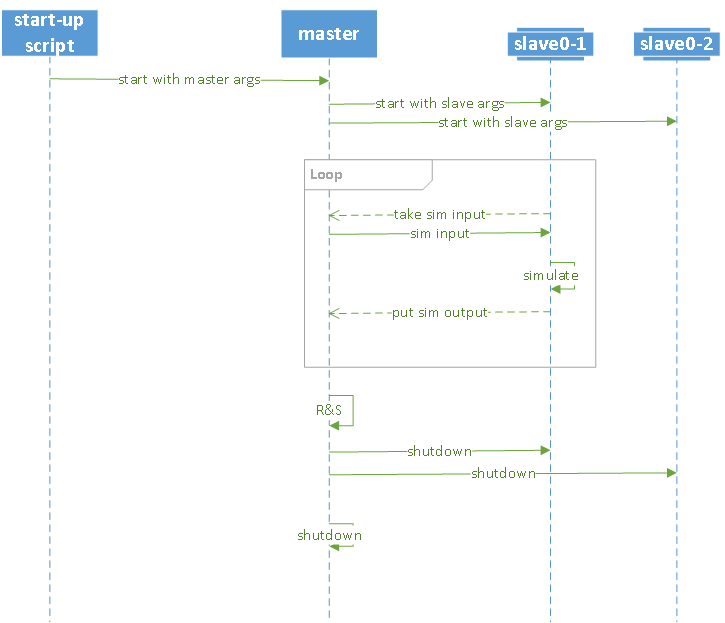 start-up
script
master
slave0-1
slave0-2
start with master args
start with slave args
start with slave args
Loop
take sim input
sim input
simulate
put sim output
R&S
shutdown
shutdown
shutdown